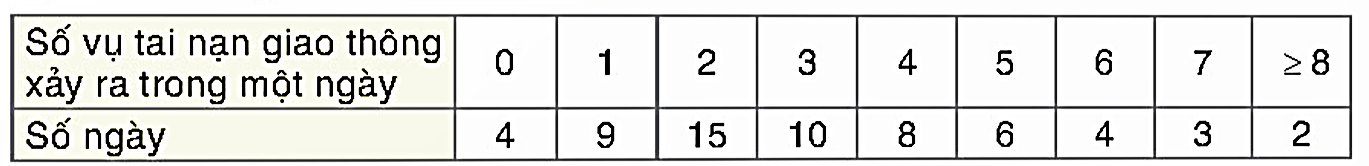 Số vụ tai nạn giao thông xảy ra trong một ngày 0 1 2 3 4 5 6 7 ≥ 8
Số ngày 4 9 15 10 8 6 4 3 2